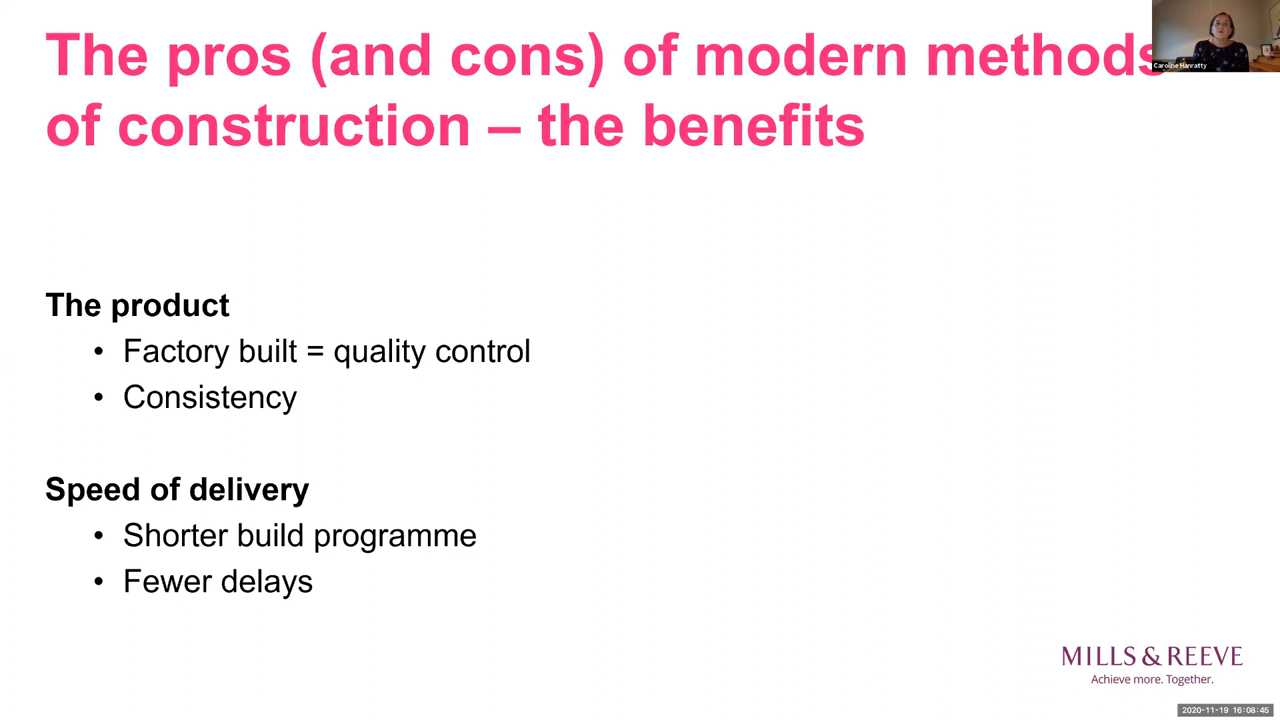 The pros (and cons) of modern methods
of construction – the benefits
Caroline Hanratty
The product
• Factory built = quality control
• Consistency
Speed of delivery
• Shorter build programme
• Fewer delays
MILLS & REEVE
Achieve more. Together.
2020-11-19 16:08:45